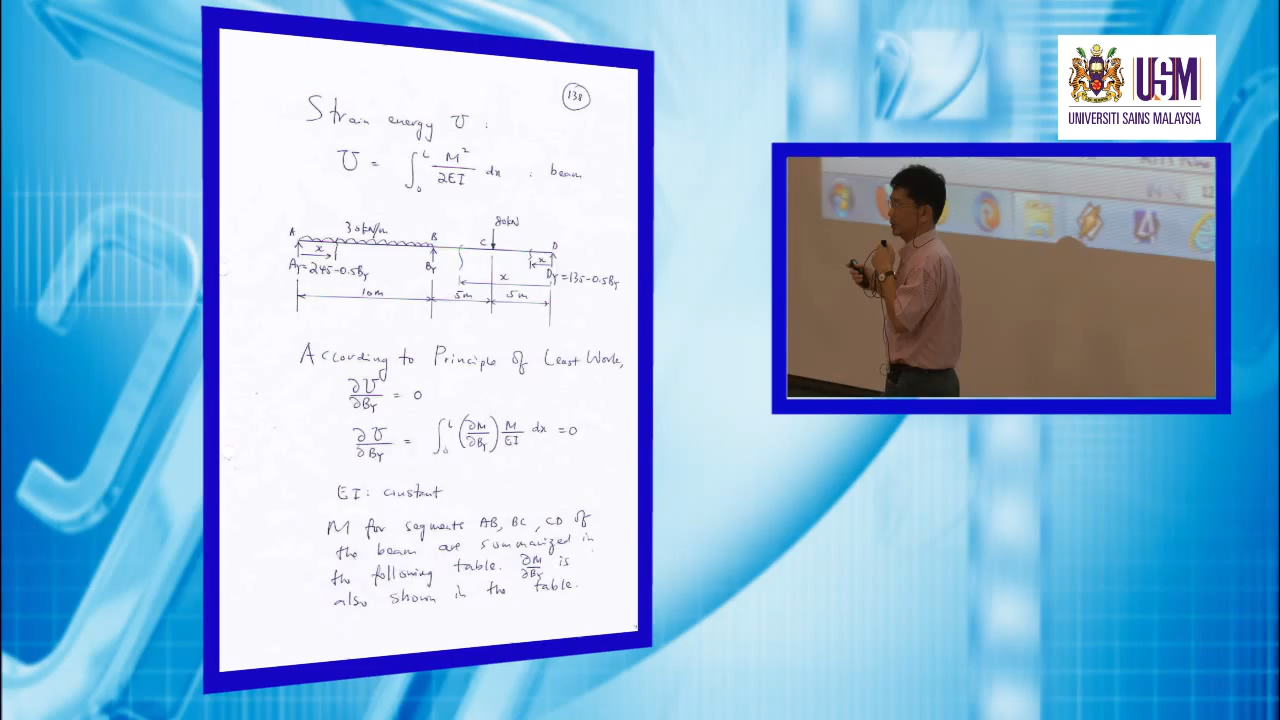 138
Strain energy U :
U = ∫₀ᴸ M²/2EI dx : beam
80kN
30kN/m
A B C D
x x x
Ay=245-0.5By By Dy=135-0.5By
10m 5m 5m
According to Principle of Least Work,
∂U/∂By = 0
∂U/∂By = ∫₀ᴸ (∂M/∂By) M/EI dx = 0
EI: constant
M for segments AB, BC, CD of
the beam are summarized in
the following table. ∂M/∂By is
also shown in the table.
USM
UNIVERSITI SAINS MALAYSIA